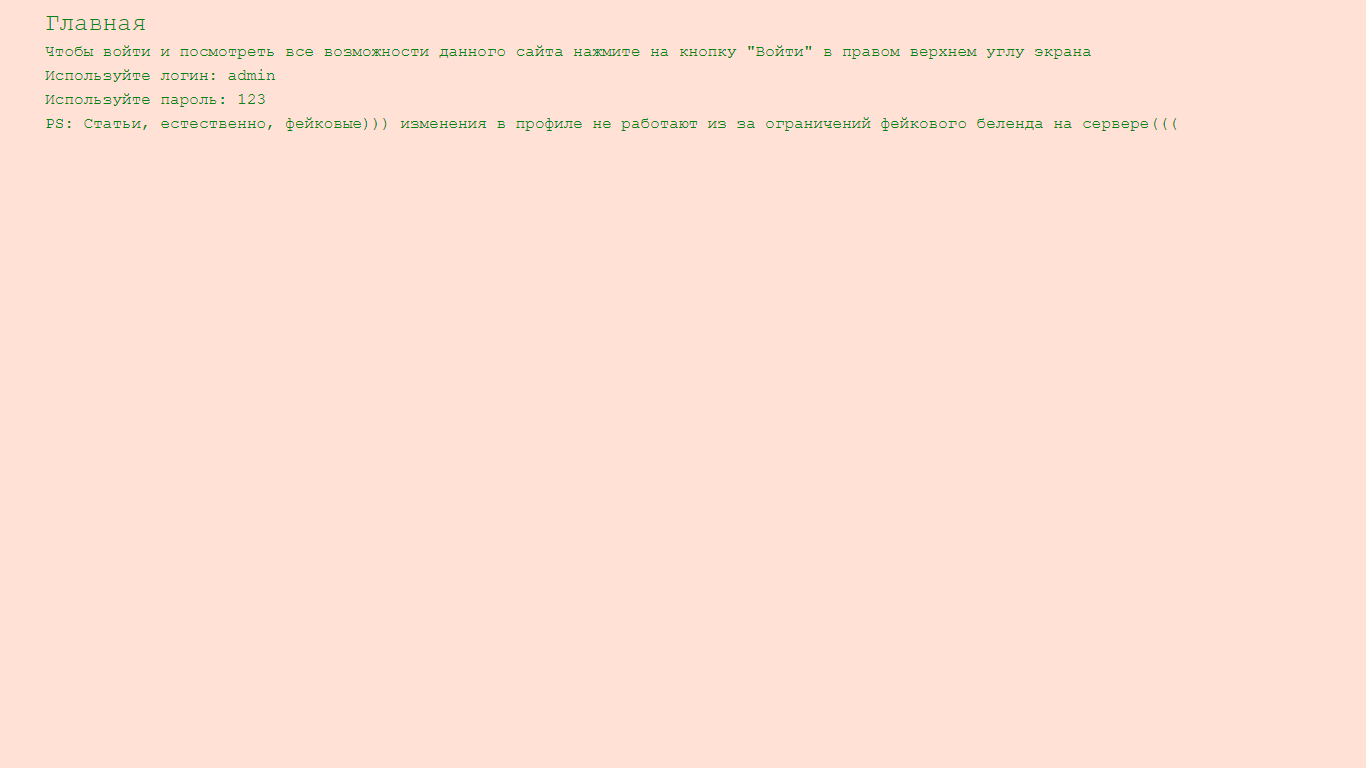 Главная
Чтобы войти и посмотреть все возможности данного сайта нажмите на кнопку "Войти" в правом верхнем углу экрана
Используйте логин: admin
Используйте пароль: 123
PS: Статьи, естественно, фейковые))) изменения в профиле не работают из за ограничений фейкового беленда на сервере(((